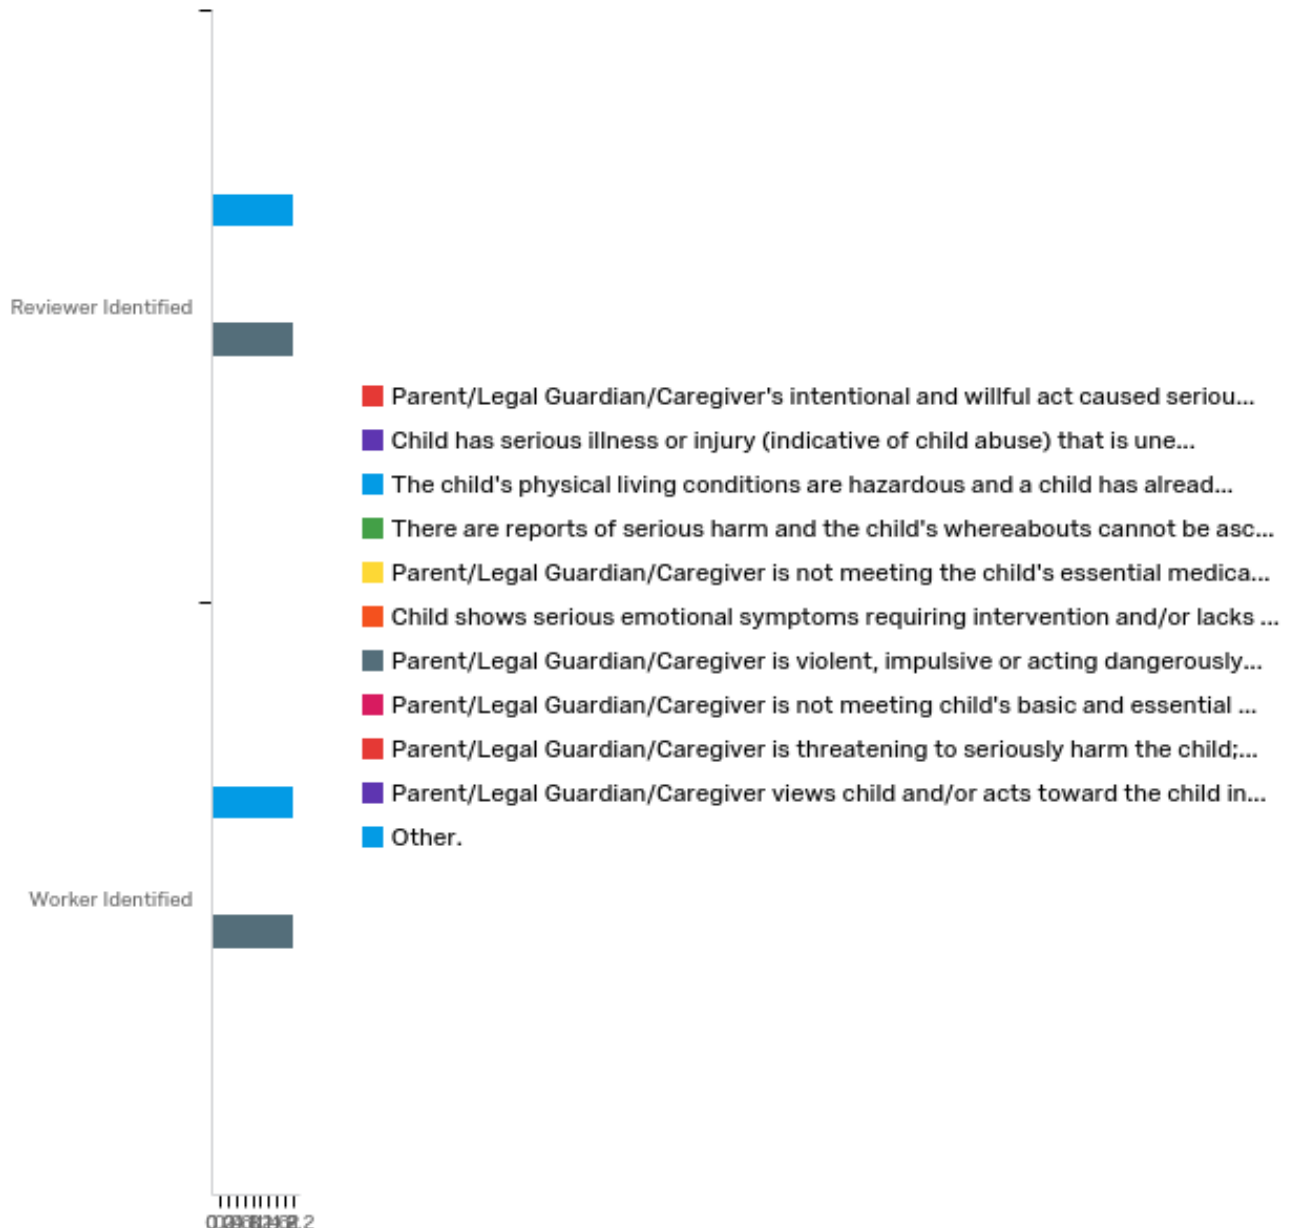 Reviewer Identified
Parent/Legal Guardian/Caregiver's intentional and willful act caused seriou...
Child has serious illness or injury (indicative of child abuse) that is une...
The child's physical living conditions are hazardous and a child has alread...
There are reports of serious harm and the child's whereabouts cannot be asc...
Parent/Legal Guardian/Caregiver is not meeting the child's essential medica...
Child shows serious emotional symptoms requiring intervention and/or lacks ...
Parent/Legal Guardian/Caregiver is violent, impulsive or acting dangerously...
Parent/Legal Guardian/Caregiver is not meeting child's basic and essential ...
Parent/Legal Guardian/Caregiver is threatening to seriously harm the child;...
Parent/Legal Guardian/Caregiver views child and/or acts toward the child in...
Other.
Worker Identified